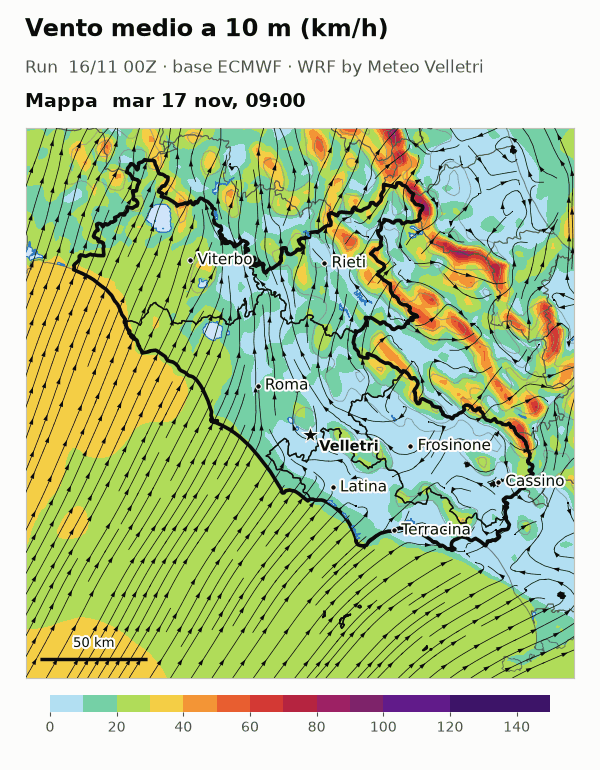 Vento medio a 10 m (km/h)
Run  16/11 00Z · base ECMWF · WRF by Meteo Velletri
Mappa  mar 17 nov, 09:00
Viterbo
Rieti
Roma
Velletri
Frosinone
Cassino
Latina
Terracina
50 km
0 20 40 60 80 100 120 140